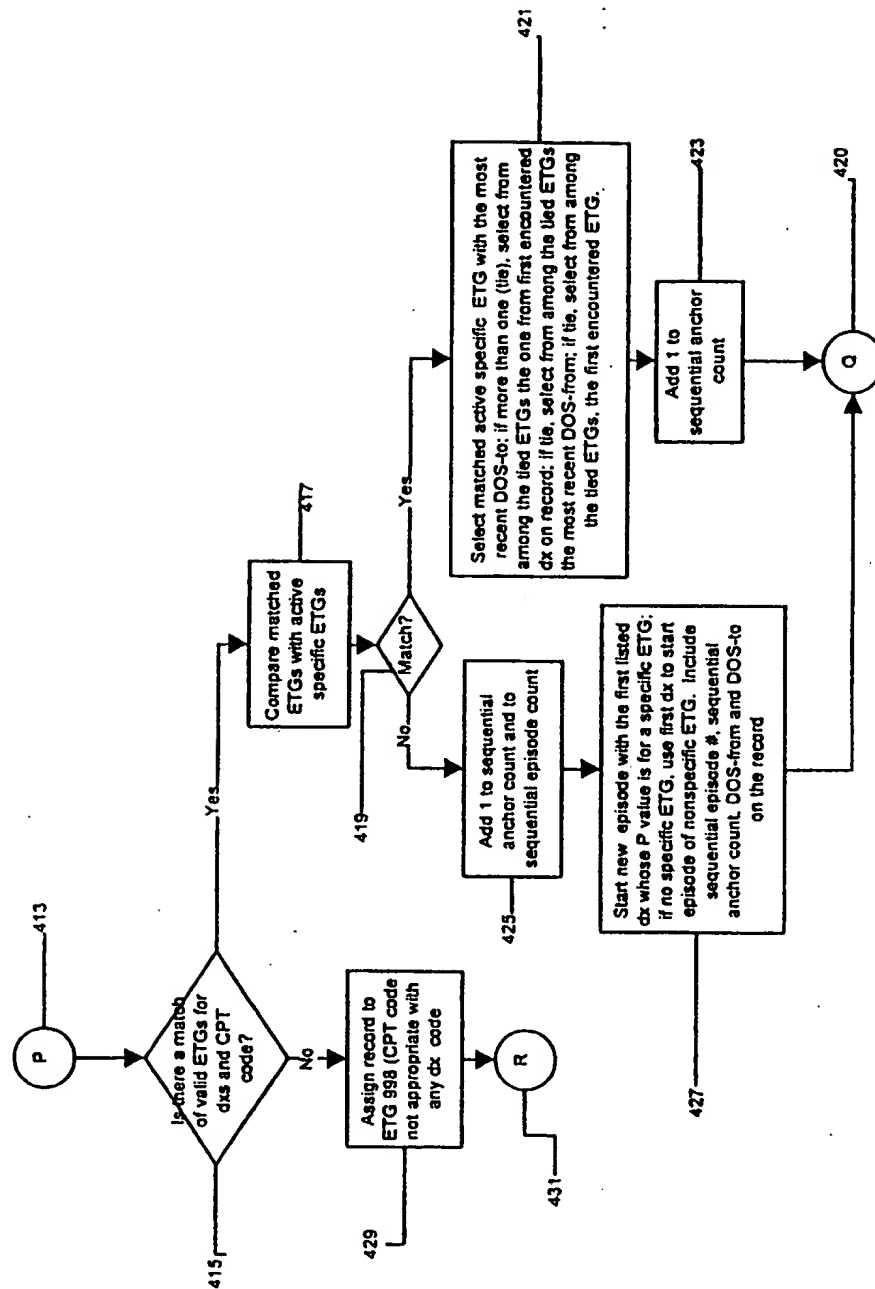 P
413
Is there a match
of valid ETGs for
dxs and CPT
code?
415
Yes
No
Assign record to
ETG 998 (CPT code
not appropriate with
any dx code
429
R
431
Compare matched
ETGs with active
specific ETGs
417
Match?
419
Yes
No
Select matched active specific ETG with the most
recent DOS-to; if more than one (tie), select from
among the tied ETGs the one from first encountered
dx on record; if tie, select from among the tied ETGs
the most recent DOS-from; if tie, select from among
the tied ETGs, the first encountered ETG.
421
Add 1 to
sequential anchor
count
423
Add 1 to sequential
anchor count and to
sequential episode count
425
Start new episode with the first listed
dx whose P value is for a specific ETG;
if no specific ETG, use first dx to start
episode of nonspecific ETG. Include
sequential episode #, sequential
anchor count, DOS-from and DOS-to
on the record
427
Q
420